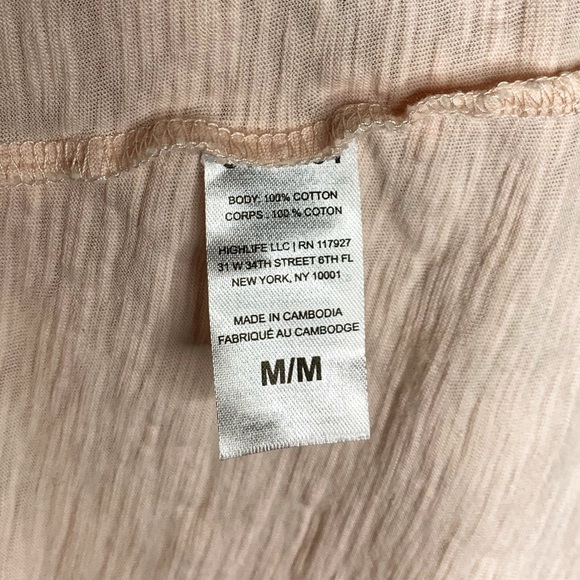 BODY: 100% COTTON
CORPS : 100 % COTON
HIGHLIFE LLC | RN 117927
31 W 34TH STREET 6TH FL
NEW YORK, NY 10001
MADE IN CAMBODIA
FABRIQUÉ AU CAMBODGE
M/M